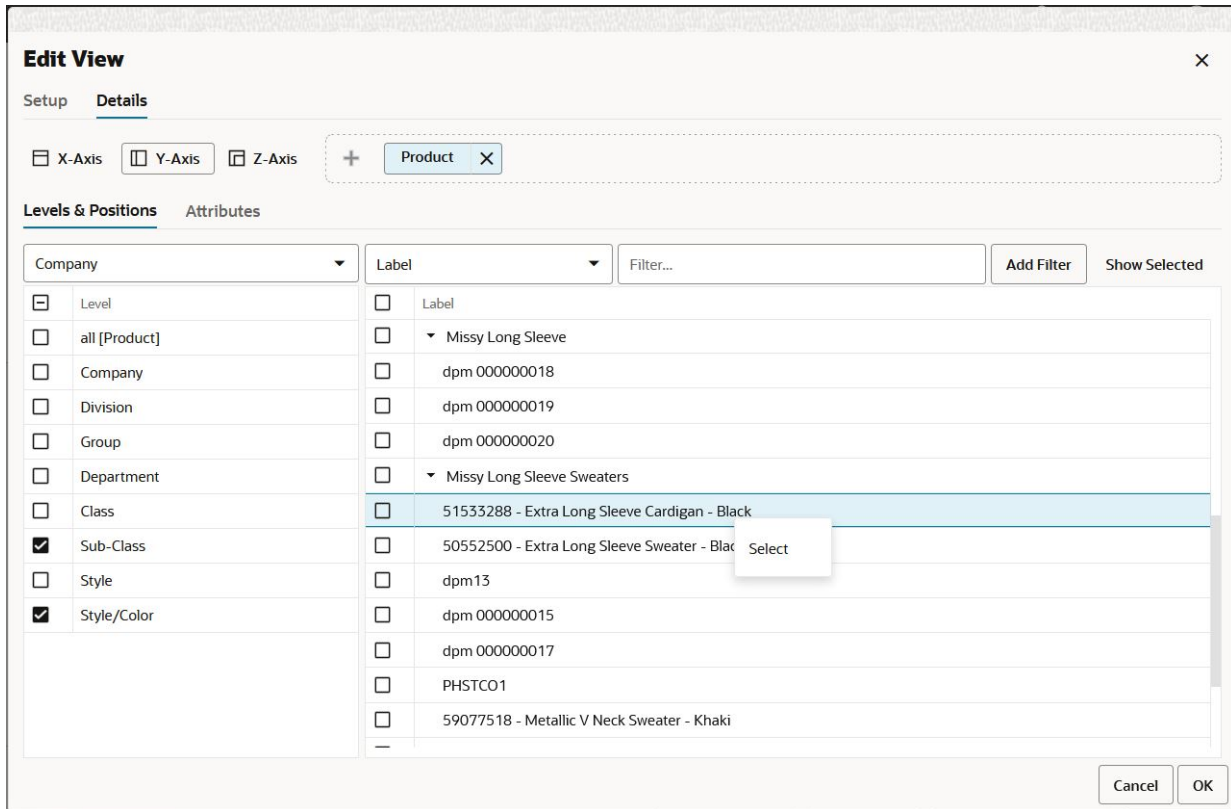 Edit View
Setup Details
X-Axis Y-Axis Z-Axis Product
Levels & Positions Attributes
Company Label Filter... Add Filter Show Selected
Level Label
all [Product] Missy Long Sleeve
Company dpm 000000018
Division dpm 000000019
Group dpm 000000020
Department Missy Long Sleeve Sweaters
Class 51533288 - Extra Long Sleeve Cardigan - Black
Sub-Class 50552500 - Extra Long Sleeve Sweater - Blac Select
Style dpm13
Style/Color dpm 000000015
dpm 000000017
PHSTCO1
59077518 - Metallic V Neck Sweater - Khaki
Cancel OK